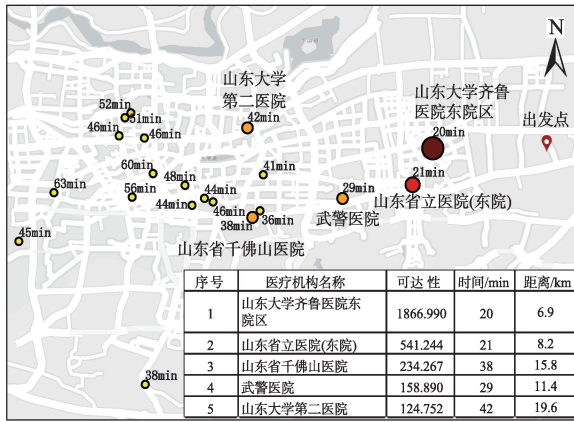 N
山东大学
第二医院
42min
山东大学齐鲁
医院东院区
20min
出发点
52min
51min
46min
46min
60min
48min
41min
21min
山东省立医院(东院)
63min
56min
44min
44min
46min
29min
武警医院
38min
36min
山东省千佛山医院
45min
38min
序号 医疗机构名称 可达 性 时间/min 距离/km
1 山东大学齐鲁医院东
院区 1866.990 20 6.9
2 山东省立医院(东院) 541.244 21 8.2
3 山东省千佛山医院 234.267 38 15.8
4 武警医院 158.890 29 11.4
5 山东大学第二医院 124.752 42 19.6